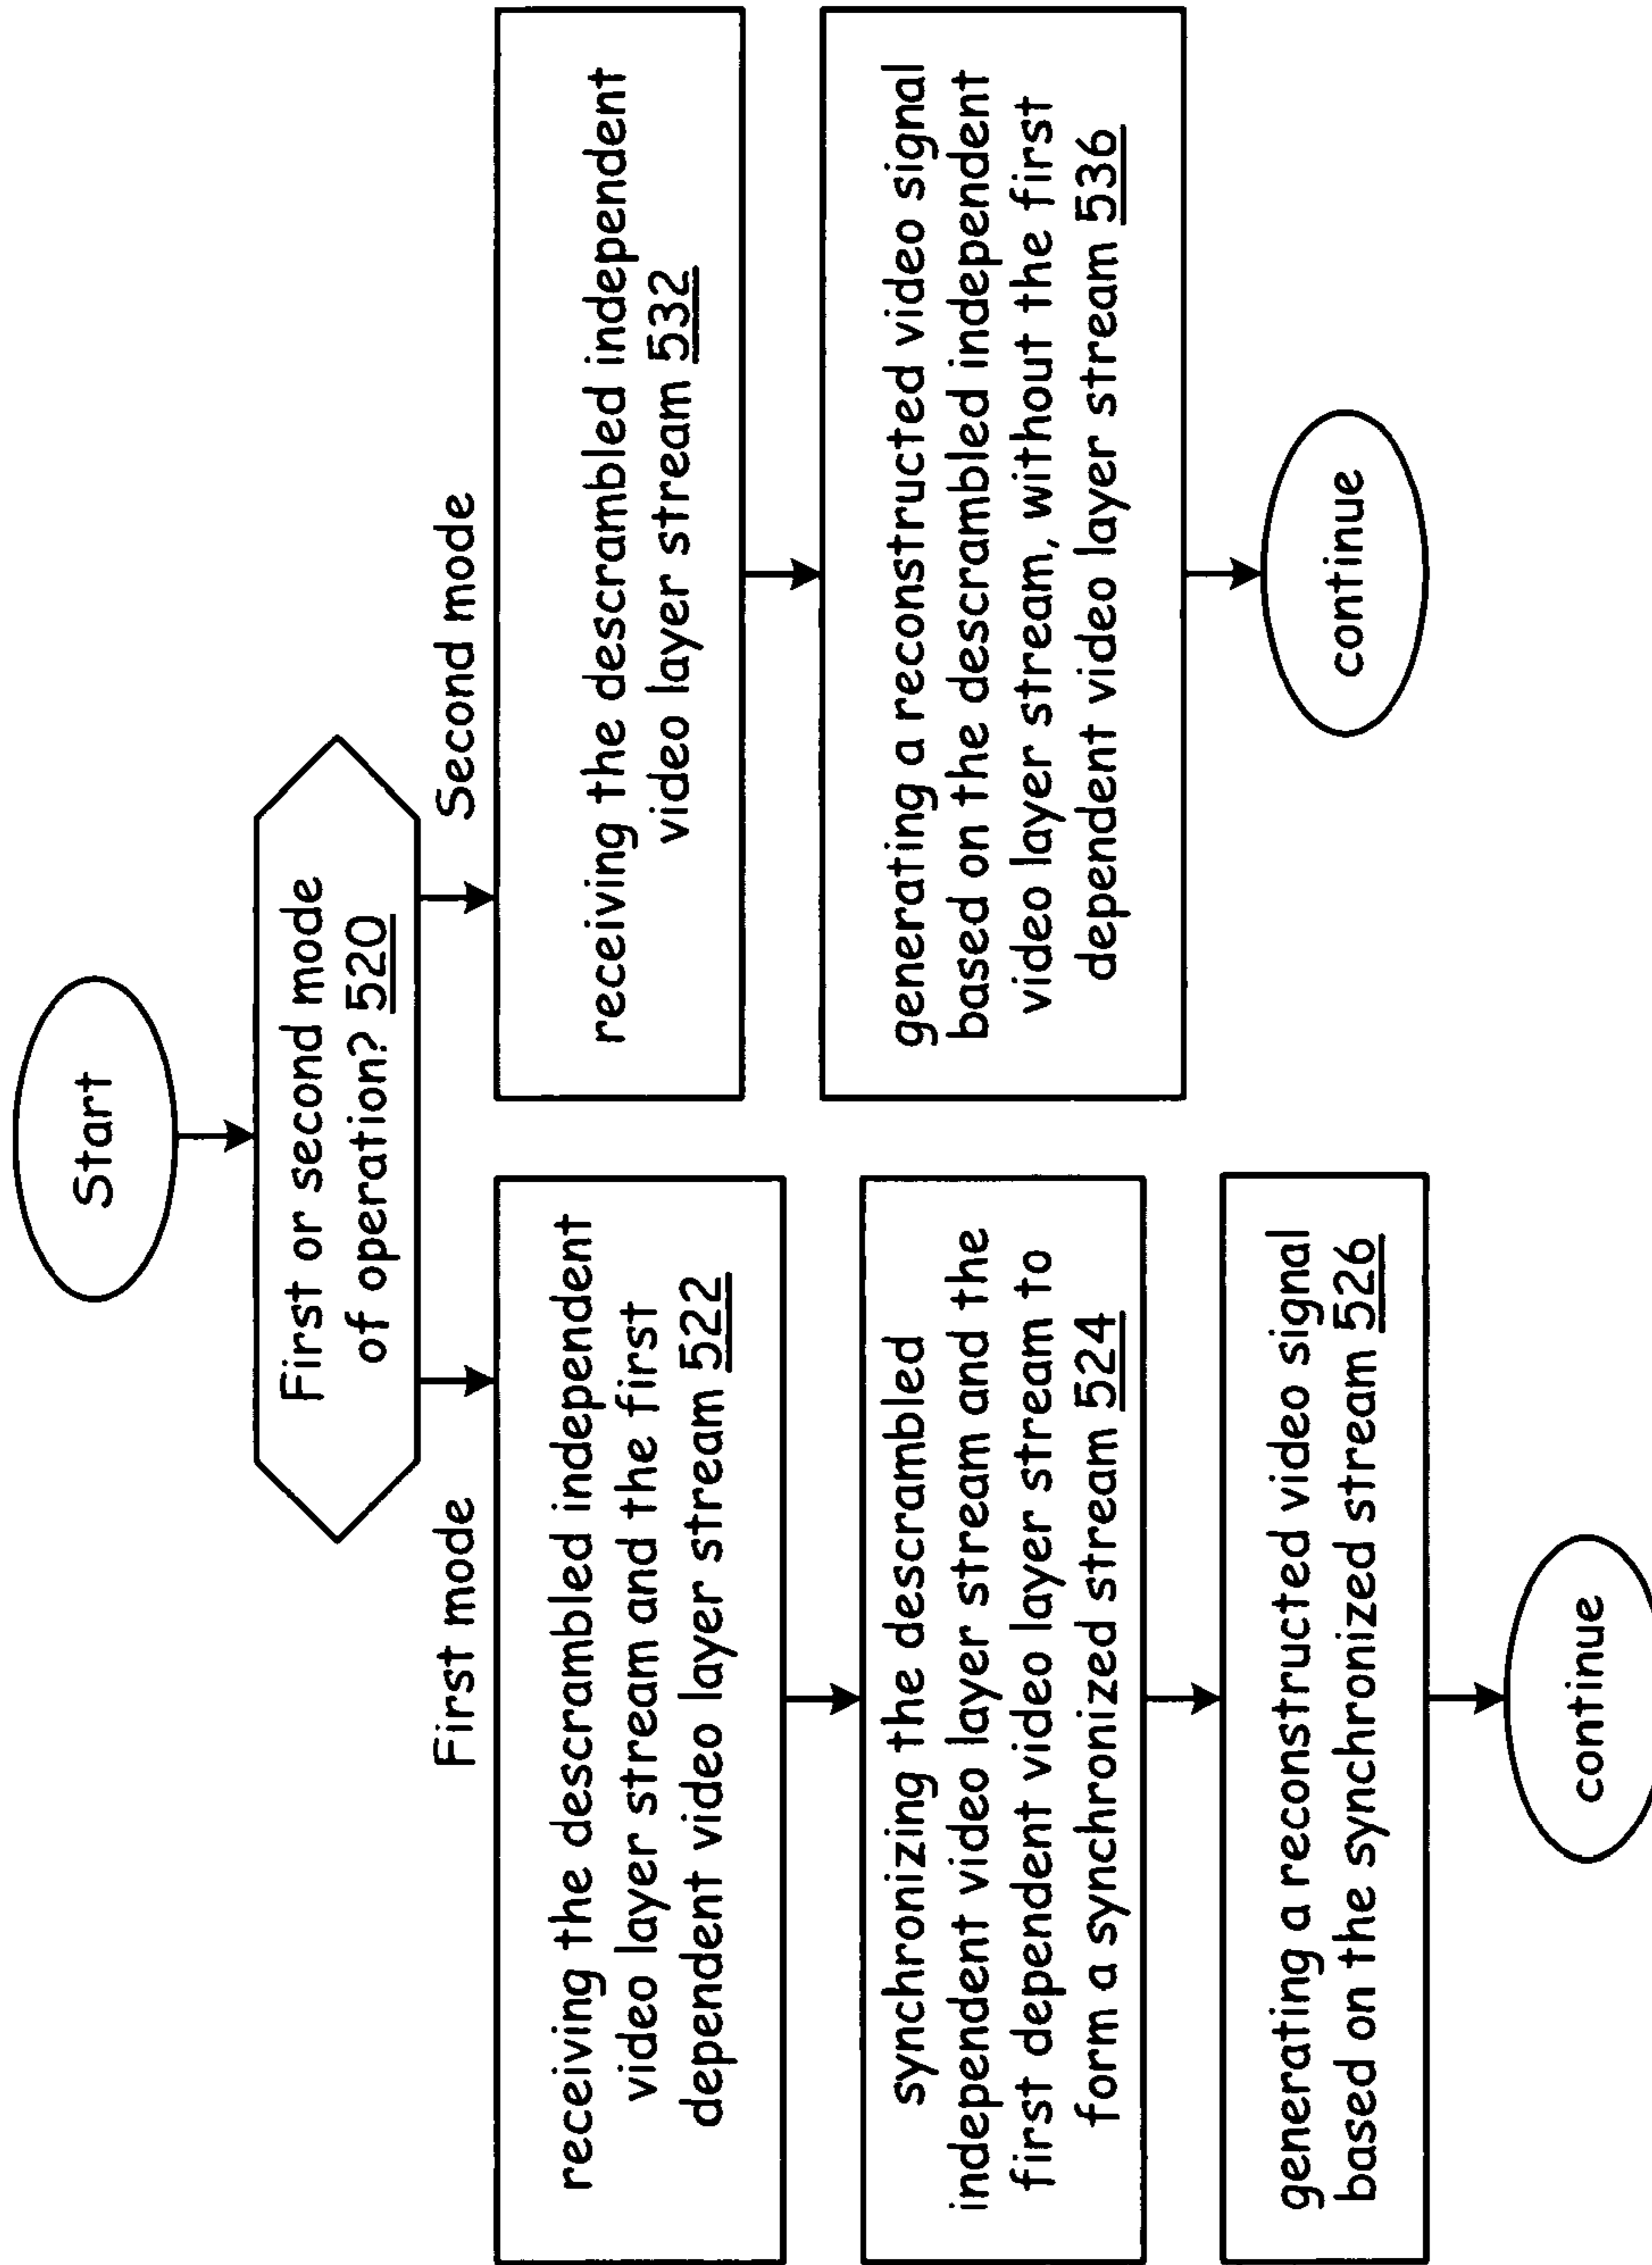 Start
First or second mode
of operation? 520
First mode
receiving the descrambled independent
video layer stream and the first
dependent video layer stream 522
synchronizing the descrambled
independent video layer stream and the
first dependent video layer stream to
form a synchronized stream 524
generating a reconstructed video signal
based on the synchronized stream 526
continue
Second mode
receiving the descrambled independent
video layer stream 532
generating a reconstructed video signal
based on the descrambled independent
video layer stream, without the first
dependent video layer stream 536
continue